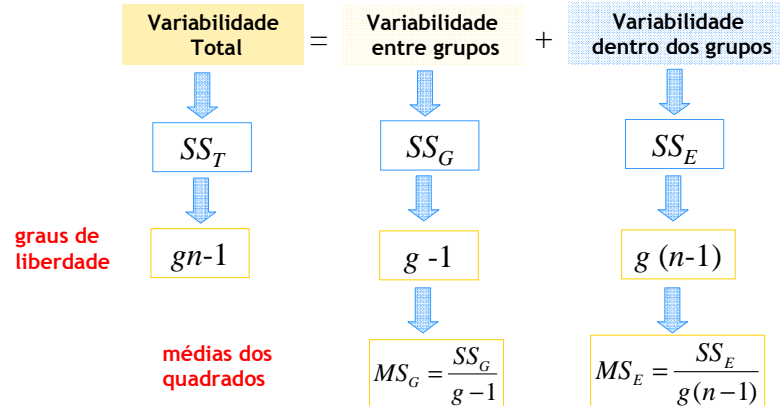 Variabilidade Total = Variabilidade entre grupos + Variabilidade dentro dos grupos
SS_T SS_G SS_E
graus de liberdade gn-1 g -1 g (n-1)
médias dos quadrados MS_G = SS_G / g−1 MS_E = SS_E / g(n−1)